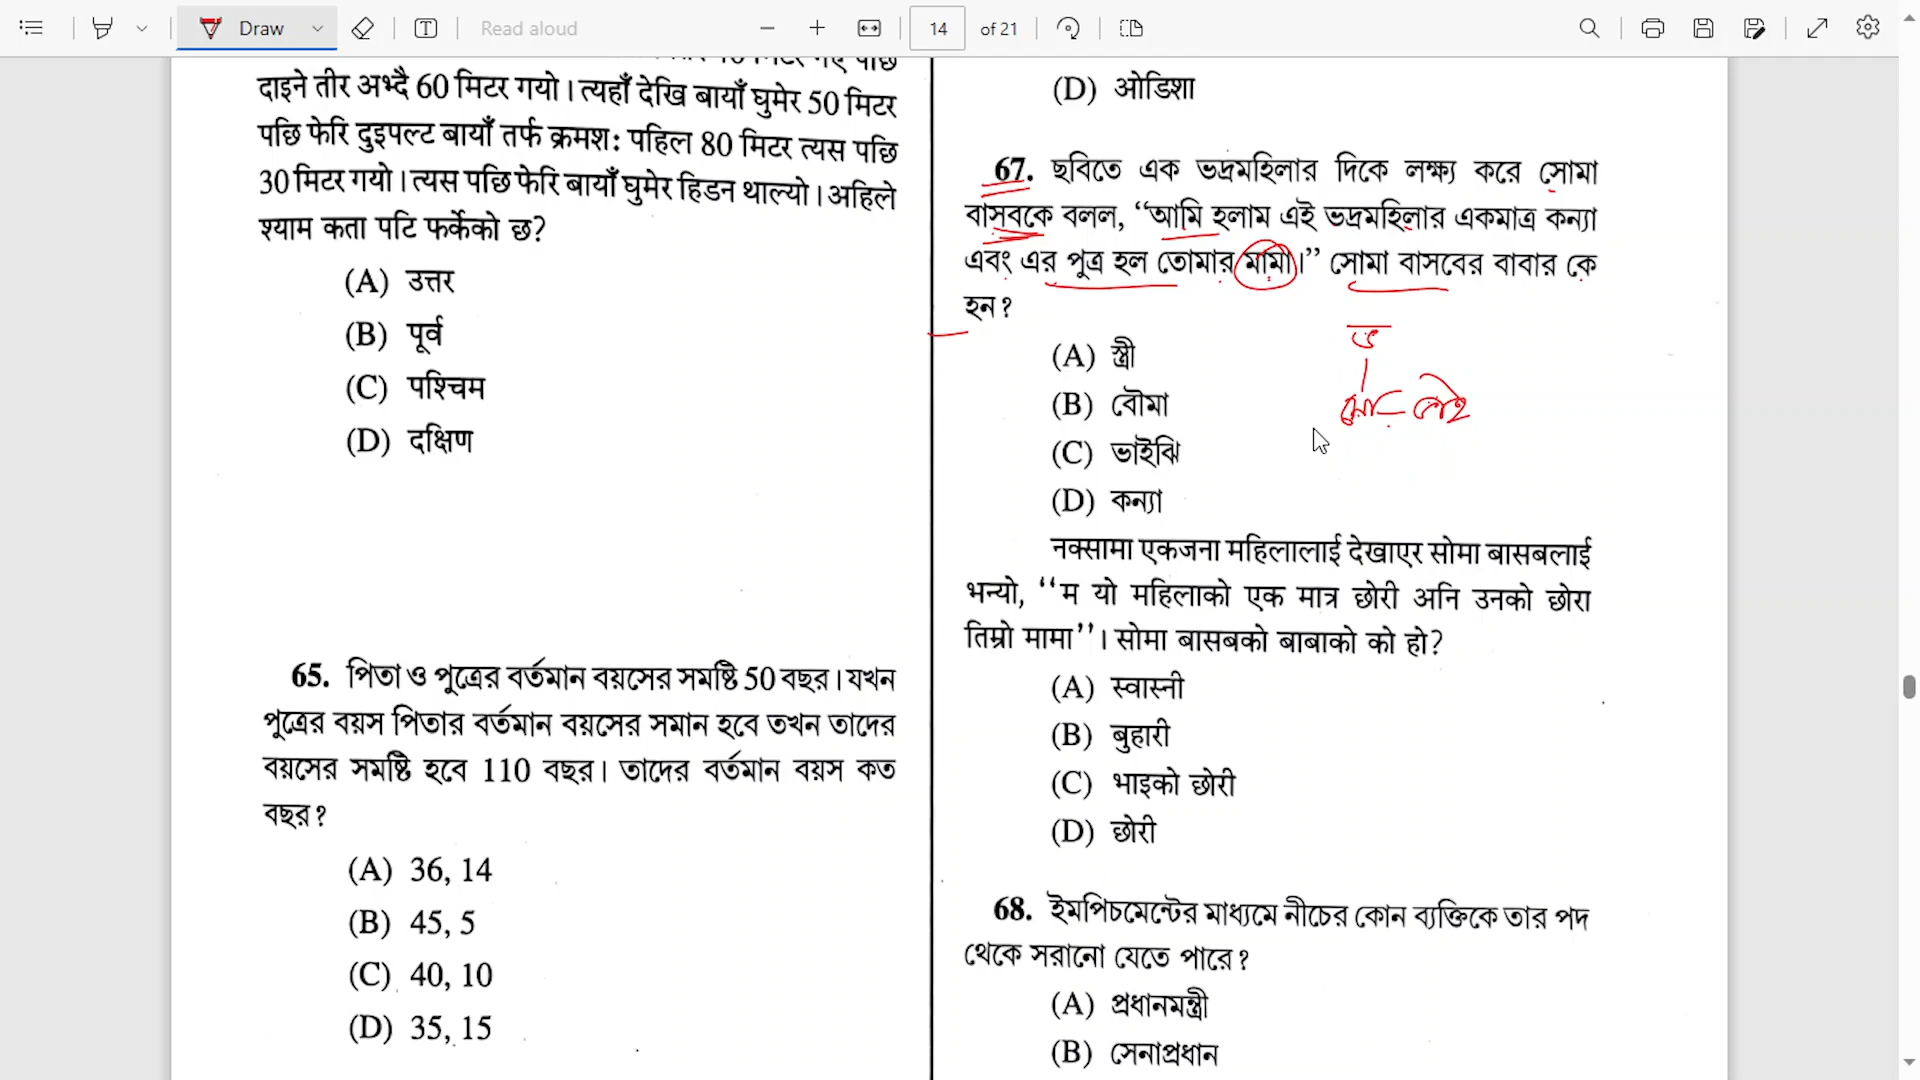 Draw
Read aloud
14
of 21
दाइने तीर अझै 60 मिटर गयो । त्यहाँ देखि बायाँ घुमेर 50 मिटर
पछि फेरि दुइपल्ट बायाँ तर्फ क्रमश: पहिल 80 मिटर त्यस पछि
30 मिटर गयो । त्यस पछि फेरि बायाँ घुमेर हिडन थाल्यो । अहिले
श्याम कता पटि फर्केको छ?
(A) उत्तर
(B) पूर्व
(C) पश्चिम
(D) दक्षिण
65. পিতা ও পুত্রের বর্তমান বয়সের সমষ্টি 50 বছর। যখন
পুত্রের বয়স পিতার বর্তমান বয়সের সমান হবে তখন তাদের
বয়সের সমষ্টি হবে 110 বছর। তাদের বর্তমান বয়স কত
বছর?
(A) 36, 14
(B) 45, 5
(C) 40, 10
(D) 35, 15
(D) ওডিশা
67. ছবিতে এক ভদ্রমহিলার দিকে লক্ষ্য করে সোমা
বাসবকে বলল, “আমি হলাম এই ভদ্রমহিলার একমাত্র কন্যা
এবং এর পুত্র হল তোমার মামা।” সোমা বাসবের বাবার কে
হন?
(A) স্ত্রী
(B) বৌমা
(C) ভাইঝি
(D) কন্যা
नक्सामा एकजना महिलालाई देखाएर सोमा बासबलाई
भन्यो, ‘‘म यो महिलाको एक मात्र छोरी अनि उनको छोरा
तिम्रो मामा’’। सोमा बासबको बाबाको को हो?
(A) स्वास्नी
(B) बुहारी
(C) भाइको छोरी
(D) छोरी
68. ইমপিচমেন্টের মাধ্যমে নীচের কোন ব্যক্তিকে তার পদ
থেকে সরানো যেতে পারে?
(A) প্রধানমন্ত্রী
(B) সেনাপ্রধান